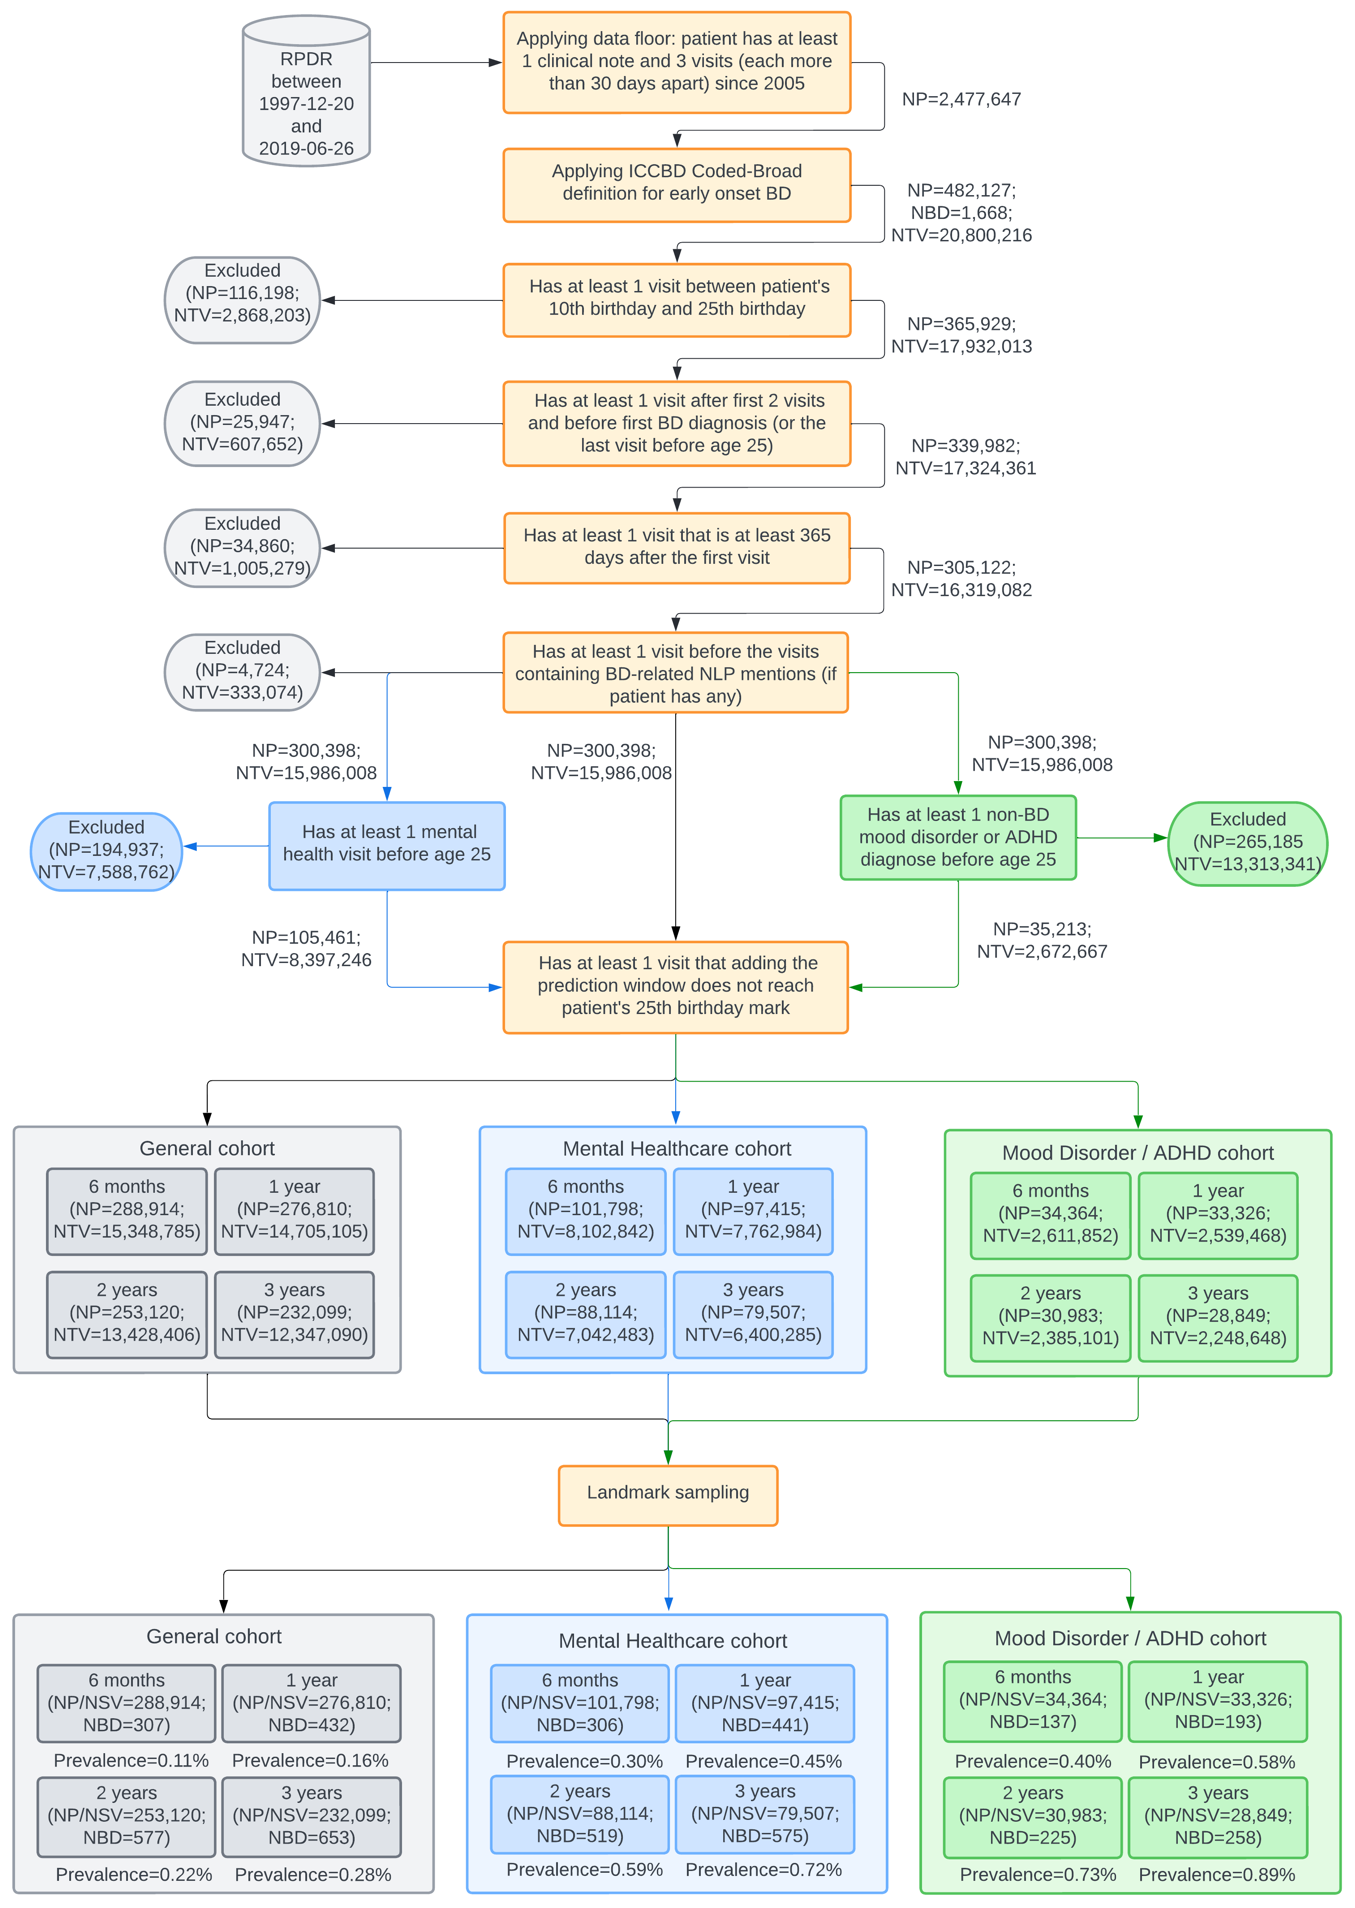 RPDR
between
1997-12-20
and
2019-06-26
Applying data floor: patient has at least
1 clinical note and 3 visits (each more
than 30 days apart) since 2005
NP=2,477,647
Applying ICCBD Coded-Broad
definition for early onset BD
NP=482,127;
NBD=1,668;
NTV=20,800,216
Excluded
(NP=116,198;
NTV=2,868,203)
Has at least 1 visit between patient's
10th birthday and 25th birthday
NP=365,929;
NTV=17,932,013
Excluded
(NP=25,947;
NTV=607,652)
Has at least 1 visit after first 2 visits
and before first BD diagnosis (or the
last visit before age 25)
NP=339,982;
NTV=17,324,361
Excluded
(NP=34,860;
NTV=1,005,279)
Has at least 1 visit that is at least 365
days after the first visit
NP=305,122;
NTV=16,319,082
Excluded
(NP=4,724;
NTV=333,074)
Has at least 1 visit before the visits
containing BD-related NLP mentions (if
patient has any)
NP=300,398;
NTV=15,986,008
NP=300,398;
NTV=15,986,008
NP=300,398;
NTV=15,986,008
Excluded
(NP=194,937;
NTV=7,588,762)
Has at least 1 mental
health visit before age 25
Has at least 1 non-BD
mood disorder or ADHD
diagnose before age 25
Excluded
(NP=265,185
NTV=13,313,341)
NP=105,461;
NTV=8,397,246
NP=35,213;
NTV=2,672,667
Has at least 1 visit that adding the
prediction window does not reach
patient's 25th birthday mark
General cohort
6 months
(NP=288,914;
NTV=15,348,785)
1 year
(NP=276,810;
NTV=14,705,105)
2 years
(NP=253,120;
NTV=13,428,406)
3 years
(NP=232,099;
NTV=12,347,090)
Mental Healthcare cohort
6 months
(NP=101,798;
NTV=8,102,842)
1 year
(NP=97,415;
NTV=7,762,984)
2 years
(NP=88,114;
NTV=7,042,483)
3 years
(NP=79,507;
NTV=6,400,285)
Mood Disorder / ADHD cohort
6 months
(NP=34,364;
NTV=2,611,852)
1 year
(NP=33,326;
NTV=2,539,468)
2 years
(NP=30,983;
NTV=2,385,101)
3 years
(NP=28,849;
NTV=2,248,648)
Landmark sampling
General cohort
6 months
(NP/NSV=288,914;
NBD=307)
Prevalence=0.11%
1 year
(NP/NSV=276,810;
NBD=432)
Prevalence=0.16%
2 years
(NP/NSV=253,120;
NBD=577)
Prevalence=0.22%
3 years
(NP/NSV=232,099;
NBD=653)
Prevalence=0.28%
Mental Healthcare cohort
6 months
(NP/NSV=101,798;
NBD=306)
Prevalence=0.30%
1 year
(NP/NSV=97,415;
NBD=441)
Prevalence=0.45%
2 years
(NP/NSV=88,114;
NBD=519)
Prevalence=0.59%
3 years
(NP/NSV=79,507;
NBD=575)
Prevalence=0.72%
Mood Disorder / ADHD cohort
6 months
(NP/NSV=34,364;
NBD=137)
Prevalence=0.40%
1 year
(NP/NSV=33,326;
NBD=193)
Prevalence=0.58%
2 years
(NP/NSV=30,983;
NBD=225)
Prevalence=0.73%
3 years
(NP/NSV=28,849;
NBD=258)
Prevalence=0.89%